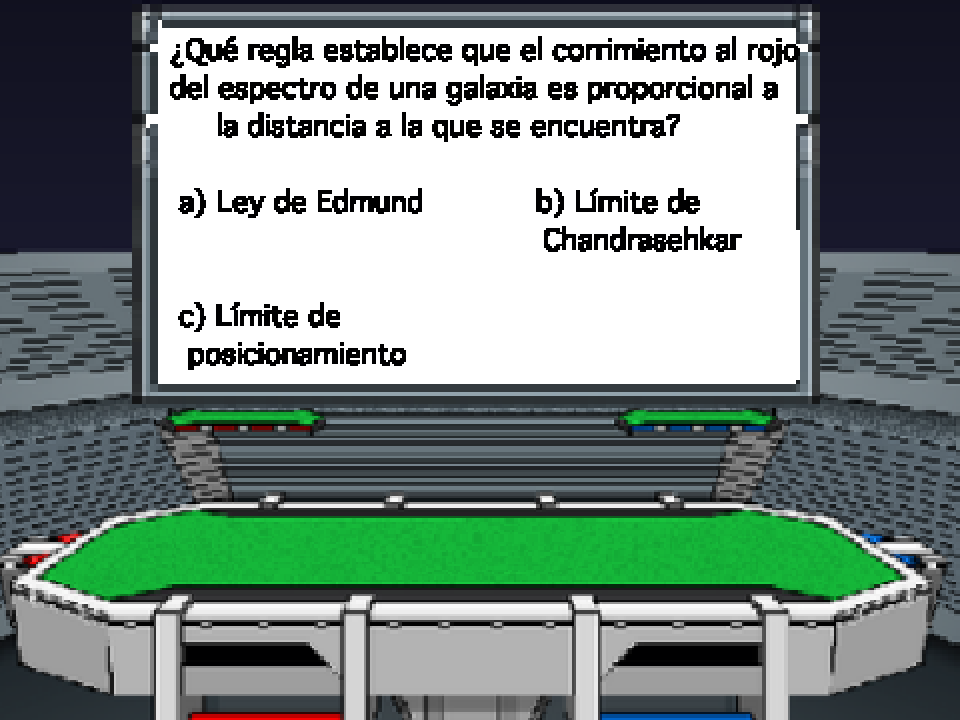 ¿Qué regla establece que el corrimiento al rojo
del espectro de una galaxia es proporcional a
la distancia a la que se encuentra?
a) Ley de Edmund
b) Límite de
Chandrasehkar
c) Límite de
posicionamiento